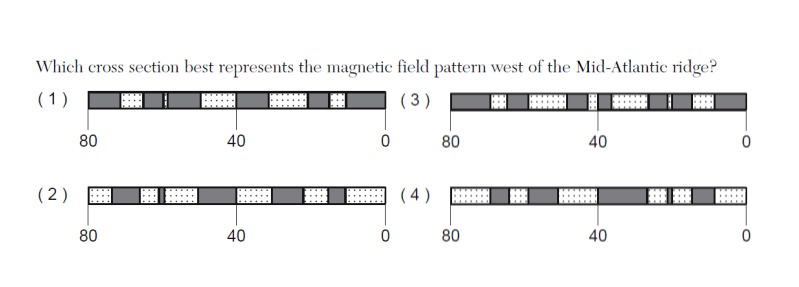 Which cross section best represents the magnetic field pattern west of the Mid-Atlantic ridge?
(1) (3)
80 40 0 80 40 0
(2) (4)
80 40 0 80 40 0